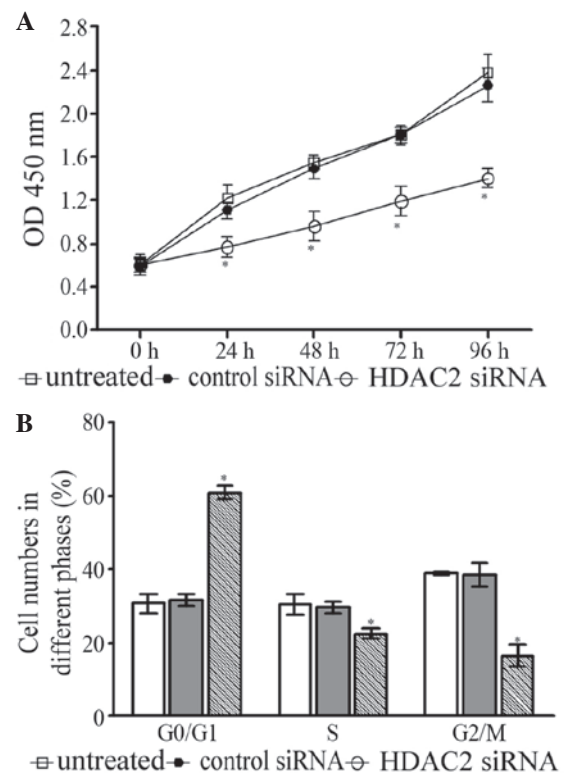 A
2.8
2.4
2.0
1.6
1.2
0.8
0.4
0.0
OD 450 nm
* * * *
0 h 24 h 48 h 72 h 96 h
untreated control siRNA HDAC2 siRNA
B
80
60
40
20
0
Cell numbers in
different phases (%)
* * *
G0/G1 S G2/M
untreated control siRNA HDAC2 siRNA